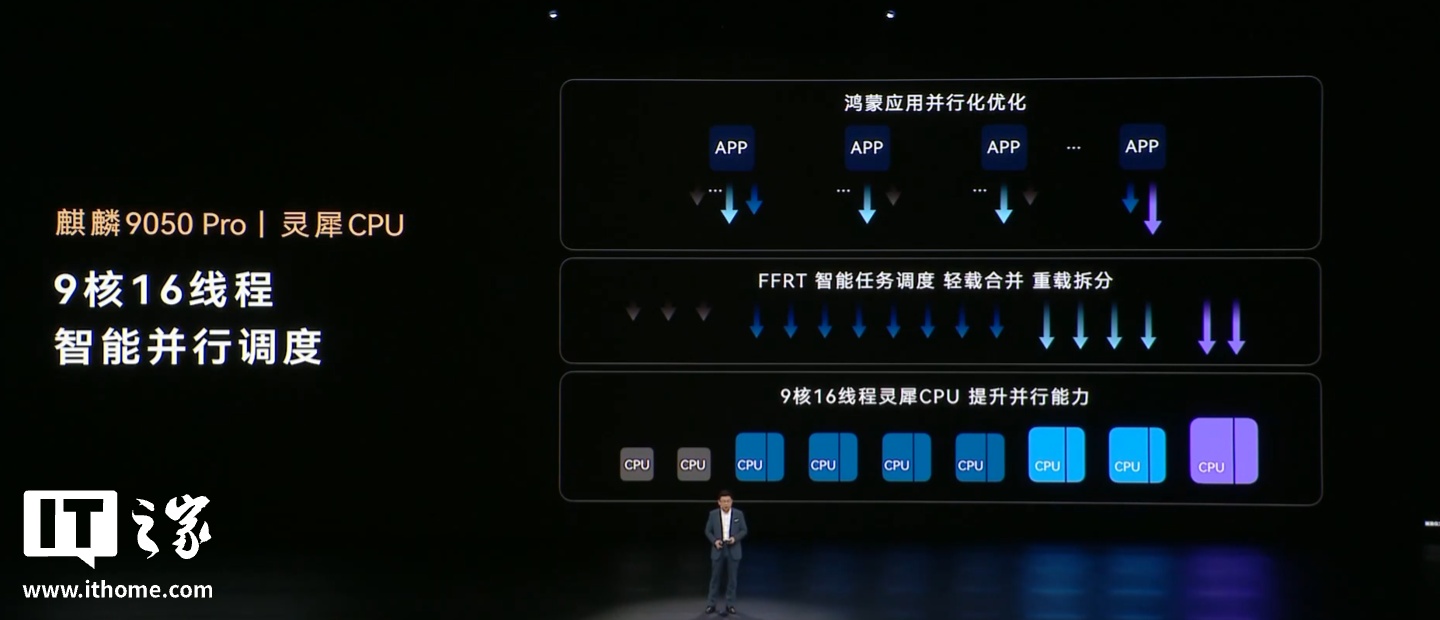 麒麟9050 Pro | 灵犀CPU
9核16线程
智能并行调度
鸿蒙应用并行化优化
APP APP APP ... APP
... ... ...
FFRT 智能任务调度 轻载合并 重载拆分
9核16线程灵犀CPU 提升并行能力
CPU CPU CPU CPU CPU CPU CPU CPU CPU
IT之家
www.ithome.com